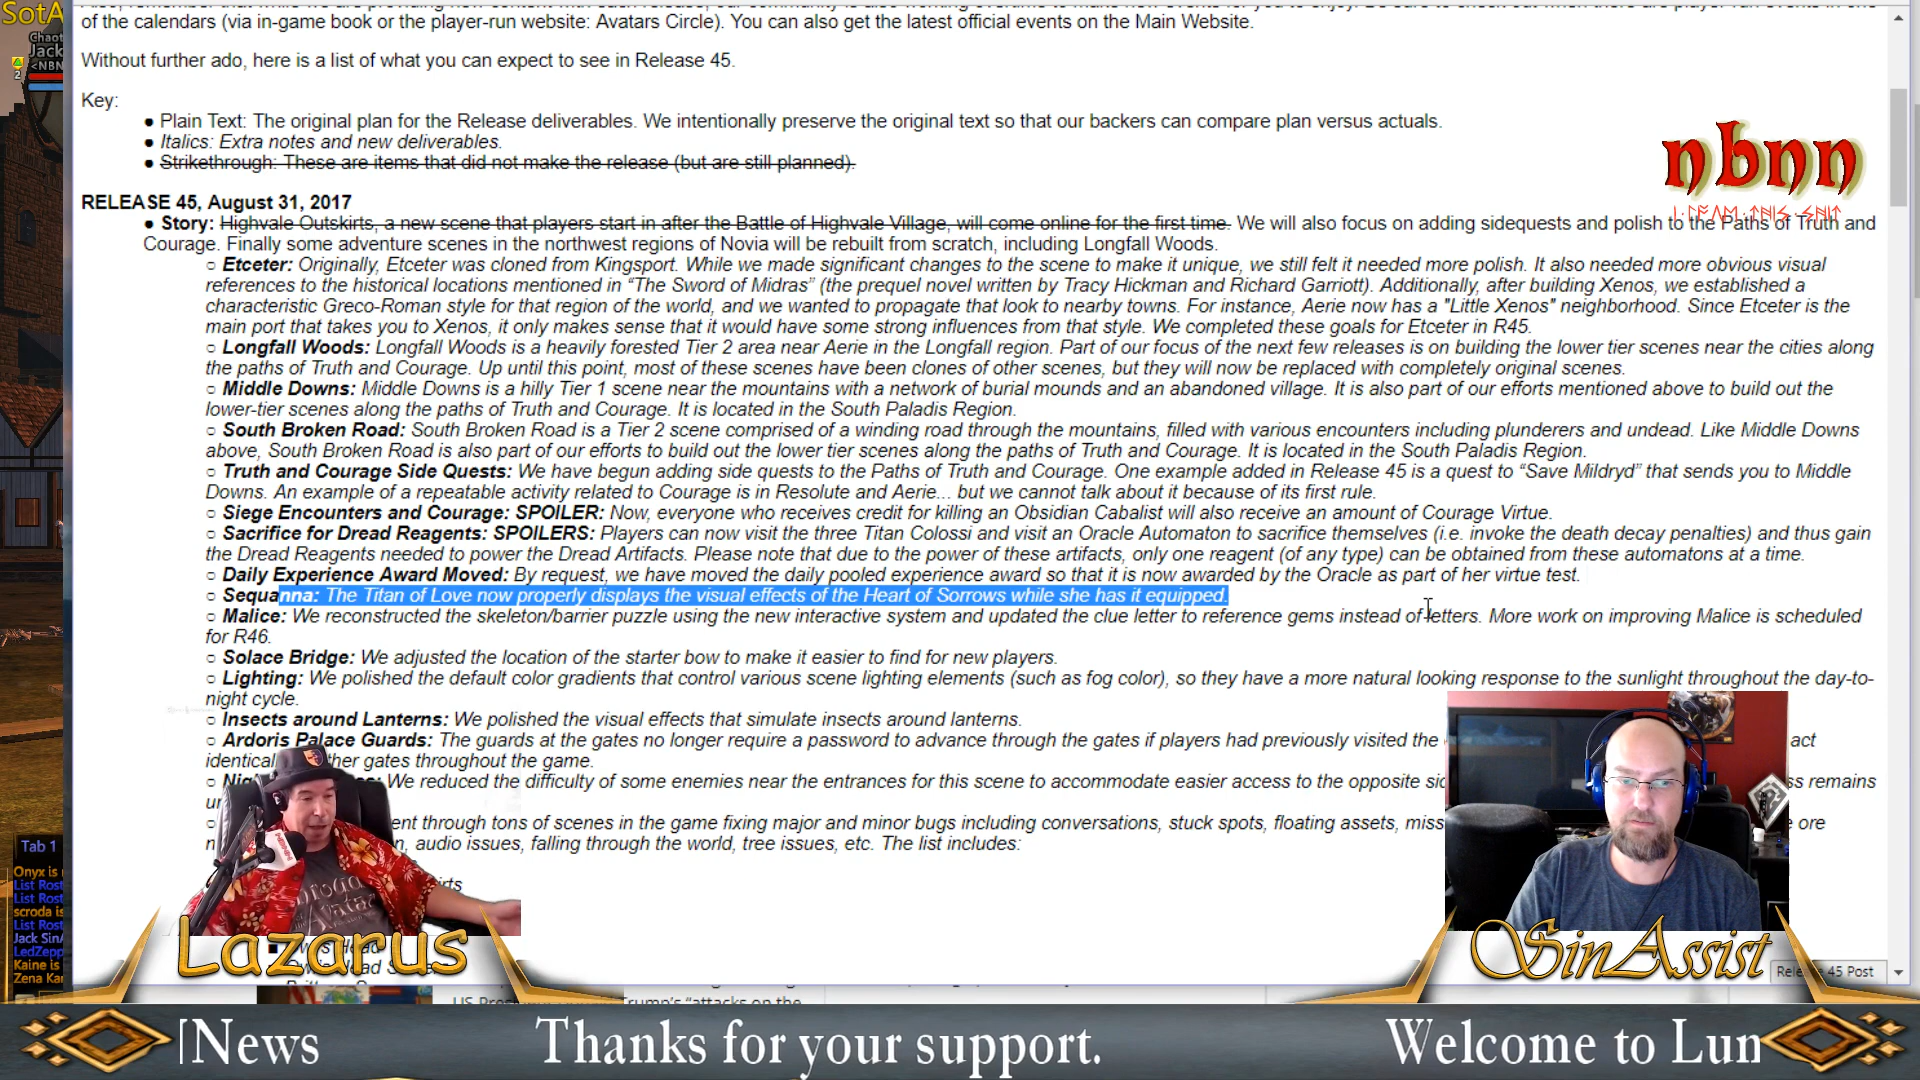 SotA
of the calendars (via in-game book or the player-run website: Avatars Circle). You can also get the latest official events on the Main Website.
Without further ado, here is a list of what you can expect to see in Release 45.
Key:
● Plain Text: The original plan for the Release deliverables. We intentionally preserve the original text so that our backers can compare plan versus actuals.
● Italics: Extra notes and new deliverables.
● Strikethrough: These are items that did not make the release (but are still planned).
nbnn
RELEASE 45, August 31, 2017
● Story: Highvale Outskirts, a new scene that players start in after the Battle of Highvale Village, will come online for the first time. We will also focus on adding sidequests and polish to the Paths of Truth and
Courage. Finally some adventure scenes in the northwest regions of Novia will be rebuilt from scratch, including Longfall Woods.
○ Etceter: Originally, Etceter was cloned from Kingsport. While we made significant changes to the scene to make it unique, we still felt it needed more polish. It also needed more obvious visual
references to the historical locations mentioned in “The Sword of Midras” (the prequel novel written by Tracy Hickman and Richard Garriott). Additionally, after building Xenos, we established a
characteristic Greco-Roman style for that region of the world, and we wanted to propagate that look to nearby towns. For instance, Aerie now has a "Little Xenos" neighborhood. Since Etceter is the
main port that takes you to Xenos, it only makes sense that it would have some strong influences from that style. We completed these goals for Etceter in R45.
○ Longfall Woods: Longfall Woods is a heavily forested Tier 2 area near Aerie in the Longfall region. Part of our focus of the next few releases is on building the lower tier scenes near the cities along
the paths of Truth and Courage. Up until this point, most of these scenes have been clones of other scenes, but they will now be replaced with completely original scenes.
○ Middle Downs: Middle Downs is a hilly Tier 1 scene near the mountains with a network of burial mounds and an abandoned village. It is also part of our efforts mentioned above to build out the
lower-tier scenes along the paths of Truth and Courage. It is located in the South Paladis Region.
○ South Broken Road: South Broken Road is a Tier 2 scene comprised of a winding road through the mountains, filled with various encounters including plunderers and undead. Like Middle Downs
above, South Broken Road is also part of our efforts to build out the lower tier scenes along the paths of Truth and Courage. It is located in the South Paladis Region.
○ Truth and Courage Side Quests: We have begun adding side quests to the Paths of Truth and Courage. One example added in Release 45 is a quest to “Save Mildryd” that sends you to Middle
Downs. An example of a repeatable activity related to Courage is in Resolute and Aerie... but we cannot talk about it because of its first rule.
○ Siege Encounters and Courage: SPOILER: Now, everyone who receives credit for killing an Obsidian Cabalist will also receive an amount of Courage Virtue.
○ Sacrifice for Dread Reagents: SPOILERS: Players can now visit the three Titan Colossi and visit an Oracle Automaton to sacrifice themselves (i.e. invoke the death decay penalties) and thus gain
the Dread Reagents needed to power the Dread Artifacts. Please note that due to the power of these artifacts, only one reagent (of any type) can be obtained from these automatons at a time.
○ Daily Experience Award Moved: By request, we have moved the daily pooled experience award so that it is now awarded by the Oracle as part of her virtue test.
○ Sequanna: The Titan of Love now properly displays the visual effects of the Heart of Sorrows while she has it equipped.
○ Malice: We reconstructed the skeleton/barrier puzzle using the new interactive system and updated the clue letter to reference gems instead of letters. More work on improving Malice is scheduled
for R46.
○ Solace Bridge: We adjusted the location of the starter bow to make it easier to find for new players.
○ Lighting: We polished the default color gradients that control various scene lighting elements (such as fog color), so they have a more natural looking response to the sunlight throughout the day-to-
night cycle.
○ Insects around Lanterns: We polished the visual effects that simulate insects around lanterns.
○ Ardoris Palace Guards: The guards at the gates no longer require a password to advance through the gates if players had previously visited the act
identical her gates throughout the game.
○ We reduced the difficulty of some enemies near the entrances for this scene to accommodate easier access to the opposite remains
○ ent through tons of scenes in the game fixing major and minor bugs including conversations, stuck spots, floating assets, ore
audio issues, falling through the world, tree issues, etc. The list includes:
Tab 1
Lazarus
SinAssist
45 Post
US Trump's "attacks on the
News Thanks for your support. Welcome to Lun